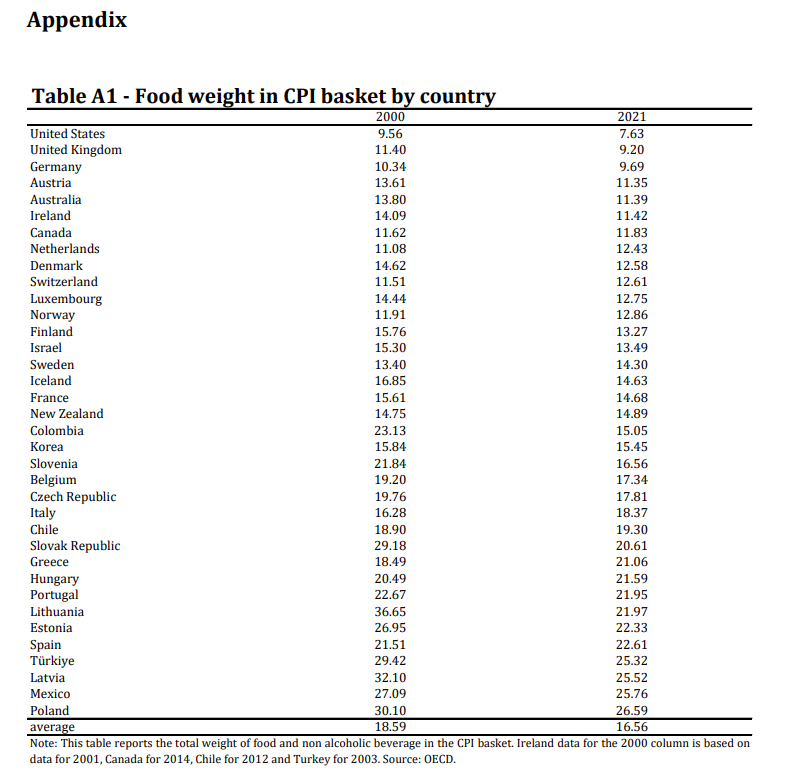 Appendix
Table A1 - Food weight in CPI basket by country
2000 2021
United States 9.56 7.63
United Kingdom 11.40 9.20
Germany 10.34 9.69
Austria 13.61 11.35
Australia 13.80 11.39
Ireland 14.09 11.42
Canada 11.62 11.83
Netherlands 11.08 12.43
Denmark 14.62 12.58
Switzerland 11.51 12.61
Luxembourg 14.44 12.75
Norway 11.91 12.86
Finland 15.76 13.27
Israel 15.30 13.49
Sweden 13.40 14.30
Iceland 16.85 14.63
France 15.61 14.68
New Zealand 14.75 14.89
Colombia 23.13 15.05
Korea 15.84 15.45
Slovenia 21.84 16.56
Belgium 19.20 17.34
Czech Republic 19.76 17.81
Italy 16.28 18.37
Chile 18.90 19.30
Slovak Republic 29.18 20.61
Greece 18.49 21.06
Hungary 20.49 21.59
Portugal 22.67 21.95
Lithuania 36.65 21.97
Estonia 26.95 22.33
Spain 21.51 22.61
Türkiye 29.42 25.32
Latvia 32.10 25.52
Mexico 27.09 25.76
Poland 30.10 26.59
average 18.59 16.56
Note: This table reports the total weight of food and non alcoholic beverage in the CPI basket. Ireland data for the 2000 column is based on
data for 2001, Canada for 2014, Chile for 2012 and Turkey for 2003. Source: OECD.